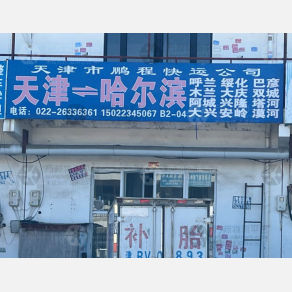 天津市鹏程快运公司
天津⇌哈尔滨
呼兰 绥化 巴彦
木兰 大庆 双城
阿城 兴隆 塔河
大兴安岭 漠河
电话：022-26336361 15022345067 B2-04
补 胎